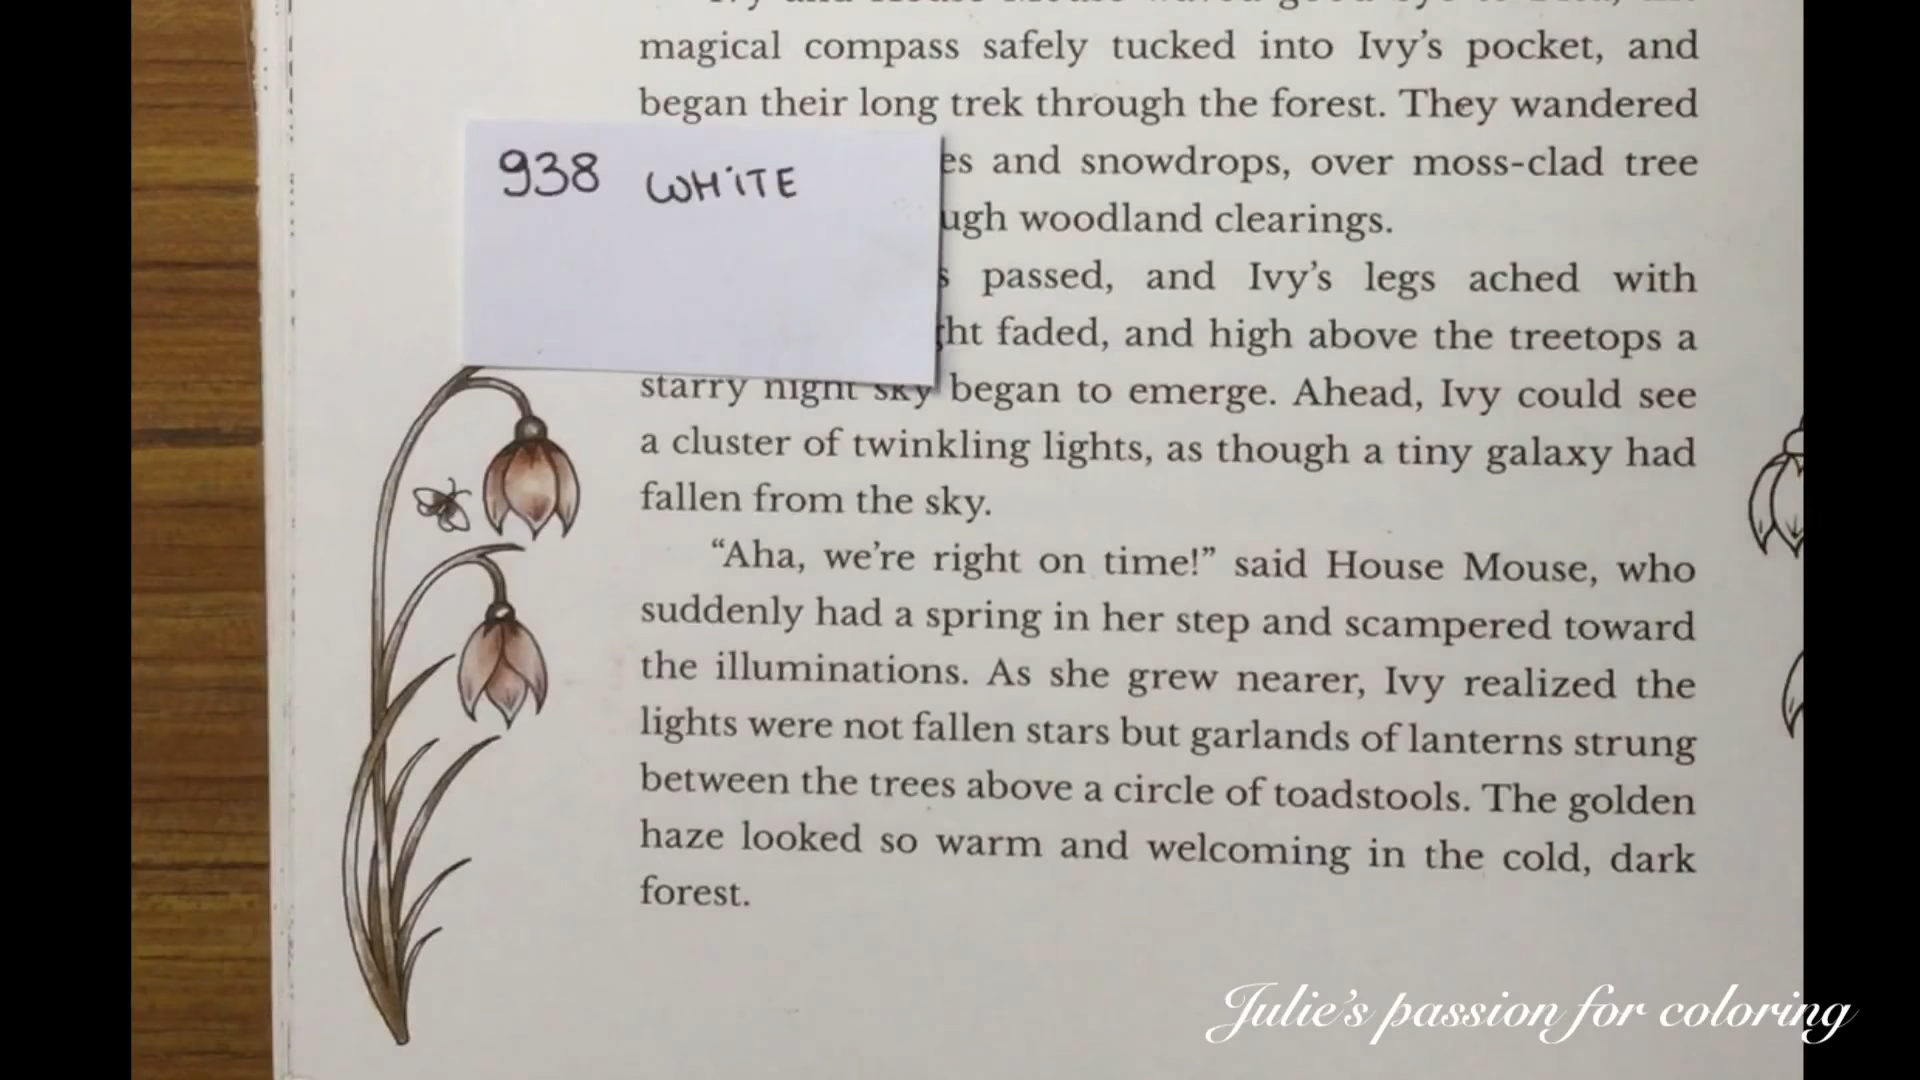 magical compass safely tucked into Ivy's pocket, and
began their long trek through the forest. They wandered
938 WHiTE
es and snowdrops, over moss-clad tree
ugh woodland clearings.
s passed, and Ivy's legs ached with
ht faded, and high above the treetops a
starry night sky began to emerge. Ahead, Ivy could see
a cluster of twinkling lights, as though a tiny galaxy had
fallen from the sky.
“Aha, we're right on time!” said House Mouse, who
suddenly had a spring in her step and scampered toward
the illuminations. As she grew nearer, Ivy realized the
lights were not fallen stars but garlands of lanterns strung
between the trees above a circle of toadstools. The golden
haze looked so warm and welcoming in the cold, dark
forest.
Julie's passion for coloring